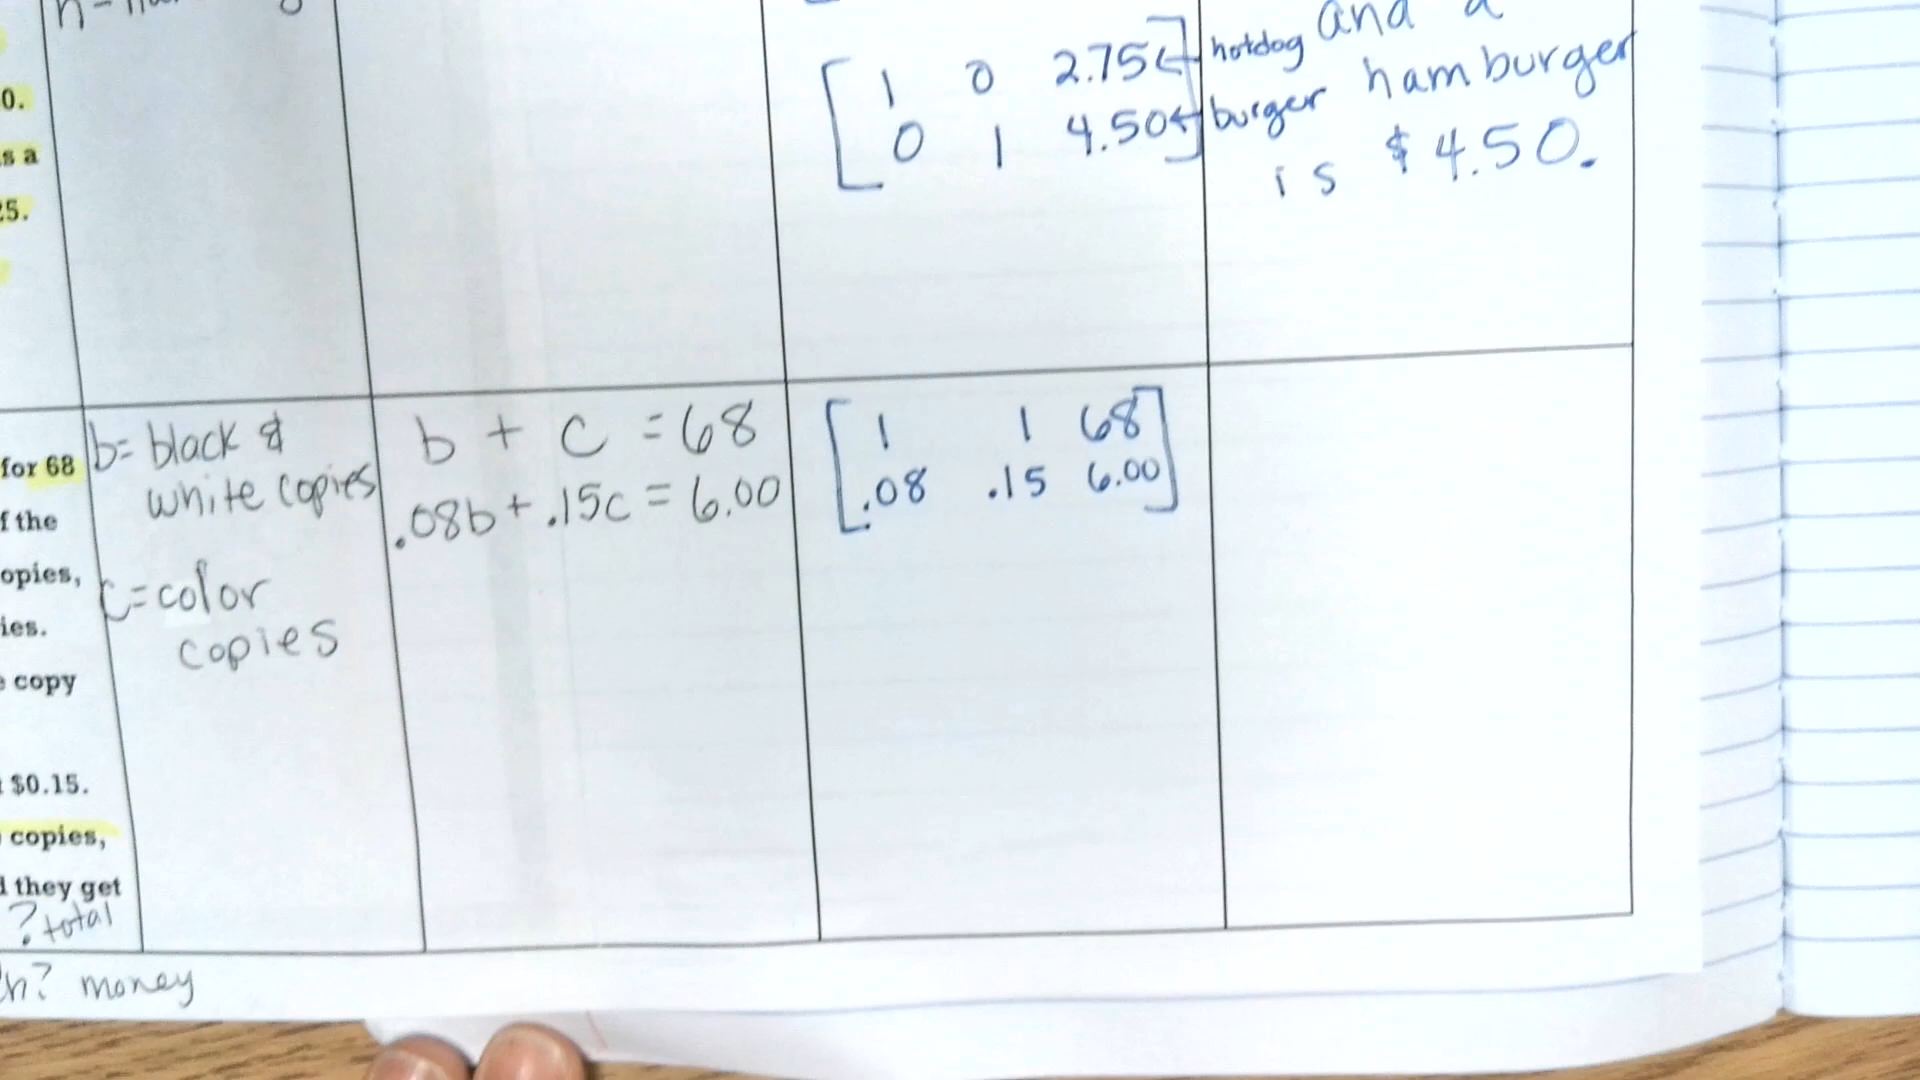 0.
s a
25.
[1 0 2.75] ← hotdog and a
[0 1 4.50] ← burger hamburger
is $4.50.
for 68
f the
opies,
ies.
copy
$0.15.
copies,
they get
? total
h? money
b= black &
white copies
c=color
copies
b + c = 68
.08b + .15c = 6.00
[1 1 68]
[.08 .15 6.00]